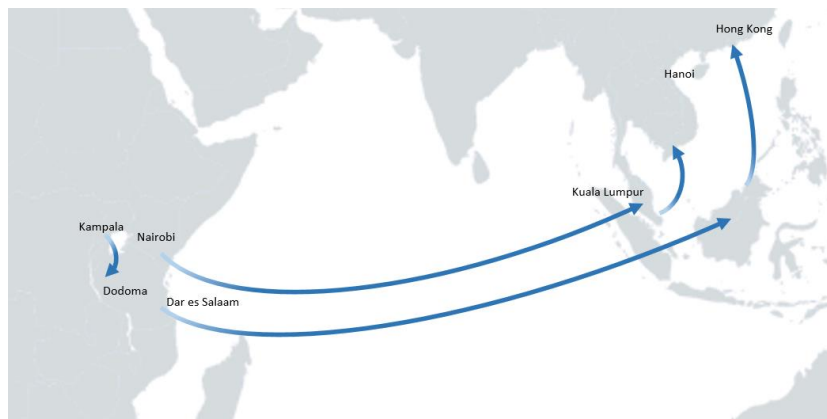 Hong Kong
Hanoi
Kuala Lumpur
Kampala
Nairobi
Dodoma
Dar es Salaam